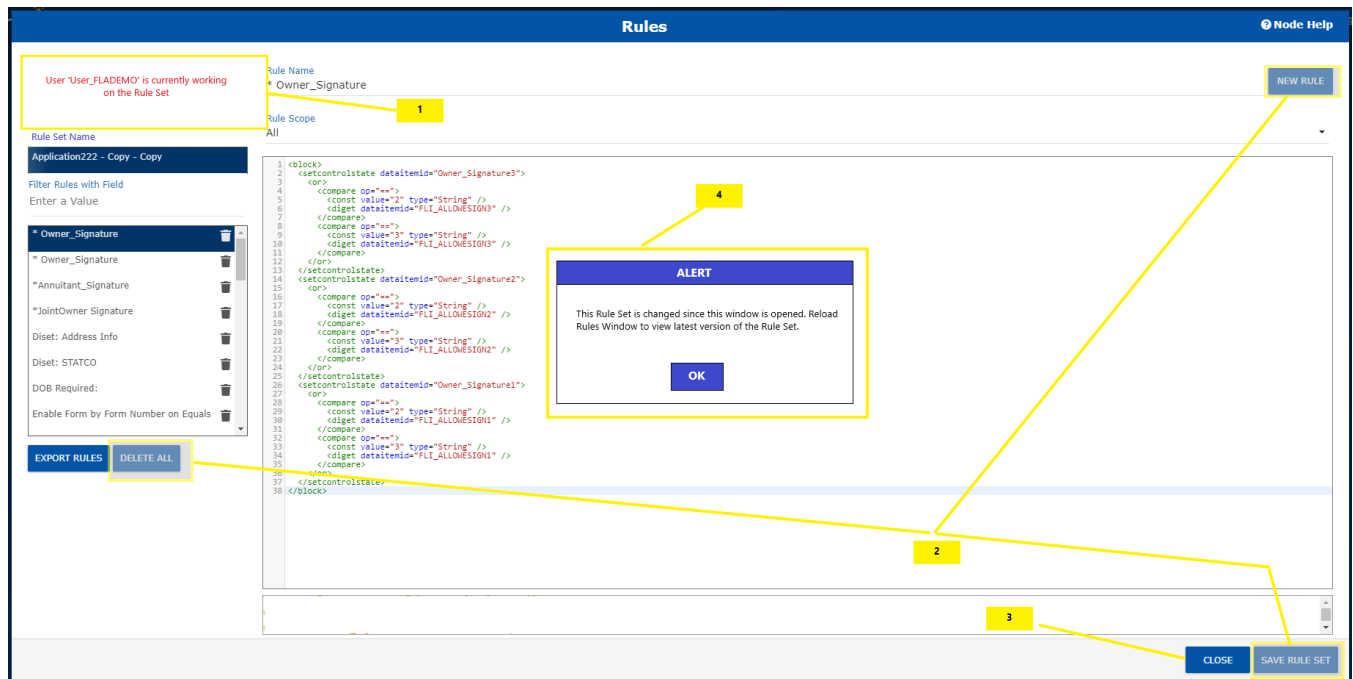 Rules
Node Help
User 'User_FLADEMO' is currently working
on the Rule Set
Rule Name
* Owner_Signature
NEW RULE
1
Rule Scope
All
Rule Set Name
Application222 - Copy - Copy
Filter Rules with Field
Enter a Value
* Owner_Signature
* Owner_Signature
*Annuitant_Signature
*JointOwner Signature
Diset: Address Info
Diset: STATCO
DOB Required:
Enable Form by Form Number on Equals
EXPORT RULES
DELETE ALL
1 <block>
2 <setcontrolstate dataitemid="Owner_Signature3">
3 <or>
4 <compare op="==">
5 <const value="2" type="String" />
6 <diget dataitemid="FLI_ALLOWESIGN3" />
7 </compare>
8 <compare op="==">
9 <const value="3" type="String" />
10 <diget dataitemid="FLI_ALLOWESIGN3" />
11 </compare>
12 </or>
13 </setcontrolstate>
14 <setcontrolstate dataitemid="Owner_Signature2">
15 <or>
16 <compare op="==">
17 <const value="2" type="String" />
18 <diget dataitemid="FLI_ALLOWESIGN2" />
19 </compare>
20 <compare op="==">
21 <const value="3" type="String" />
22 <diget dataitemid="FLI_ALLOWESIGN2" />
23 </compare>
24 </or>
25 </setcontrolstate>
26 <setcontrolstate dataitemid="Owner_Signature1">
27 <or>
28 <compare op="==">
29 <const value="2" type="String" />
30 <diget dataitemid="FLI_ALLOWESIGN1" />
31 </compare>
32 <compare op="==">
33 <const value="3" type="String" />
34 <diget dataitemid="FLI_ALLOWESIGN1" />
35 </compare>
36 </or>
37 </setcontrolstate>
38 </block>
4
ALERT
This Rule Set is changed since this window is opened. Reload
Rules Window to view latest version of the Rule Set.
OK
2
3
CLOSE
SAVE RULE SET